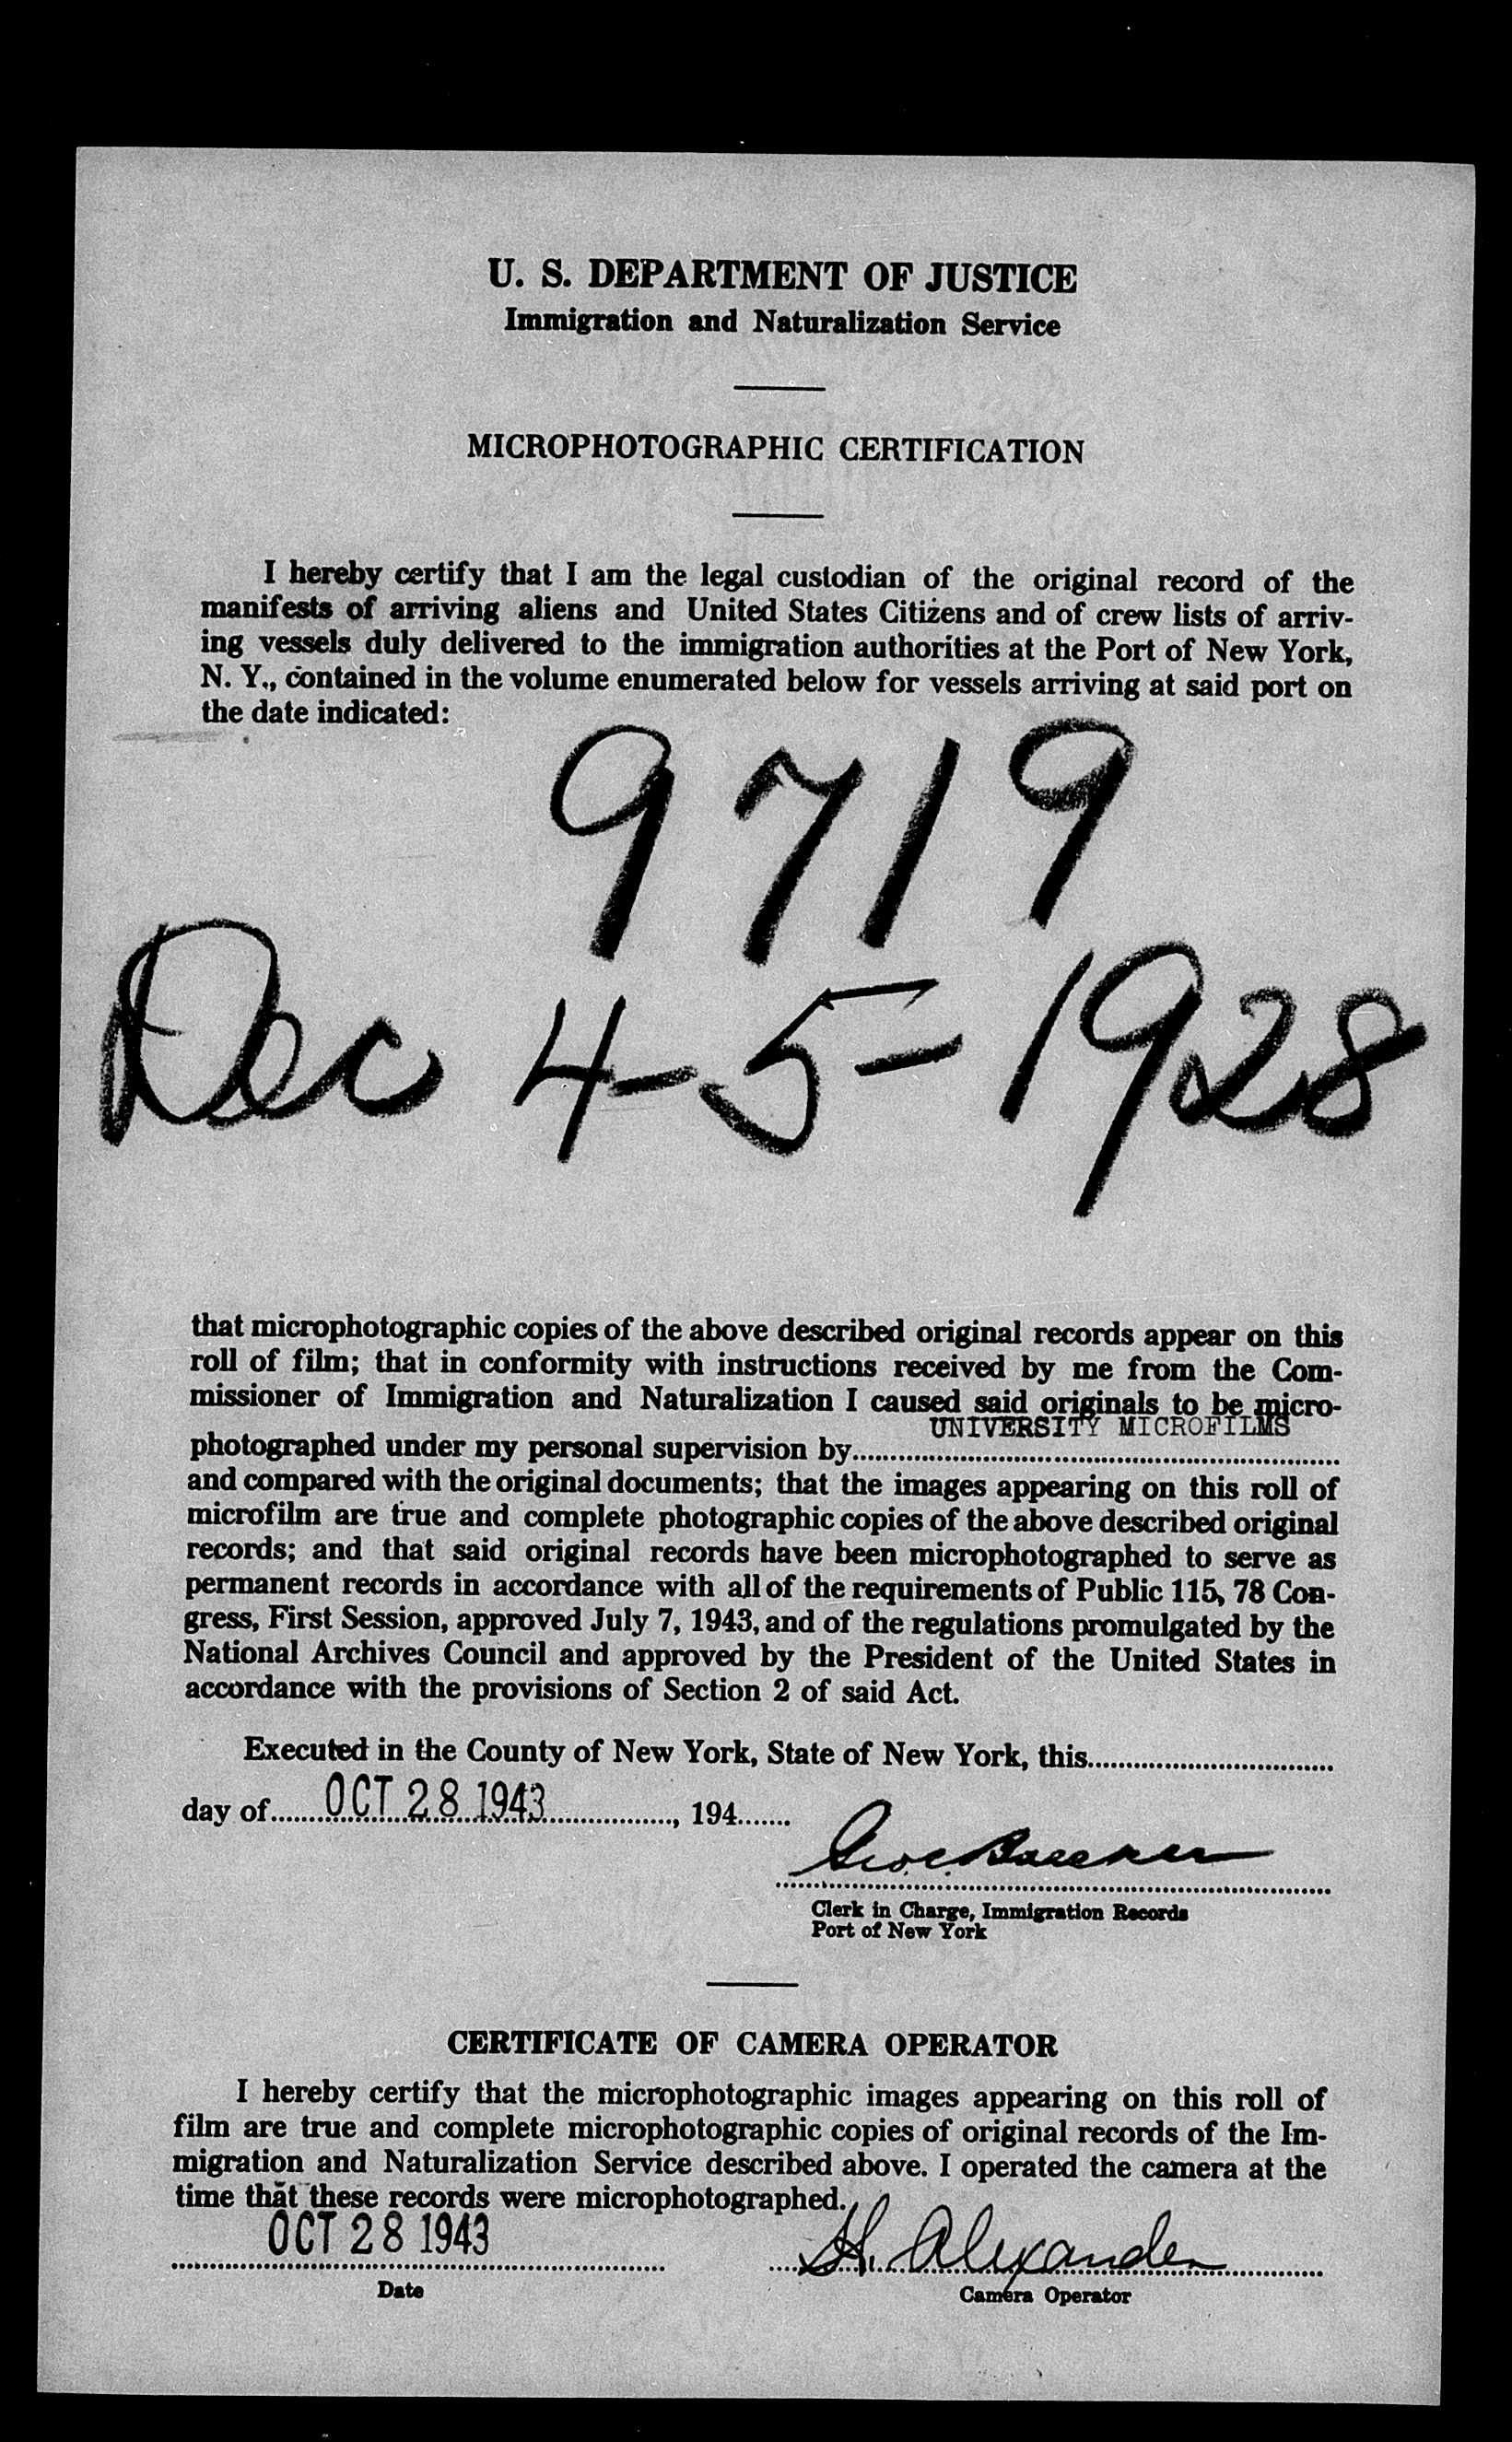 U. S. DEPARTMENT OF JUSTICE
Immigration and Naturalization Service
MICROPHOTOGRAPHIC CERTIFICATION
I hereby certify that I am the legal custodian of the original record of the
manifests of arriving aliens and United States Citizens and of crew lists of arriv-
ing vessels duly delivered to the immigration authorities at the Port of New York,
N. Y., contained in the volume enumerated below for vessels arriving at said port on
the date indicated:
9719
Dec 4-5-1928
that microphotographic copies of the above described original records appear on this
roll of film; that in conformity with instructions received by me from the Com-
missioner of Immigration and Naturalization I caused said originals to be micro-
UNIVERSITY MICROFILMS
photographed under my personal supervision by
and compared with the original documents; that the images appearing on this roll of
microfilm are true and complete photographic copies of the above described original
records; and that said original records have been microphotographed to serve as
permanent records in accordance with all of the requirements of Public 115, 78 Con-
gress, First Session, approved July 7, 1943, and of the regulations promulgated by the
National Archives Council and approved by the President of the United States in
accordance with the provisions of Section 2 of said Act.
Executed in the County of New York, State of New York, this
day of OCT 28 1943, 194
Clerk in Charge, Immigration Records
Port of New York
CERTIFICATE OF CAMERA OPERATOR
I hereby certify that the microphotographic images appearing on this roll of
film are true and complete microphotographic copies of original records of the Im-
migration and Naturalization Service described above. I operated the camera at the
time that these records were microphotographed.
OCT 28 1943 H. Alexander
Date Camera Operator